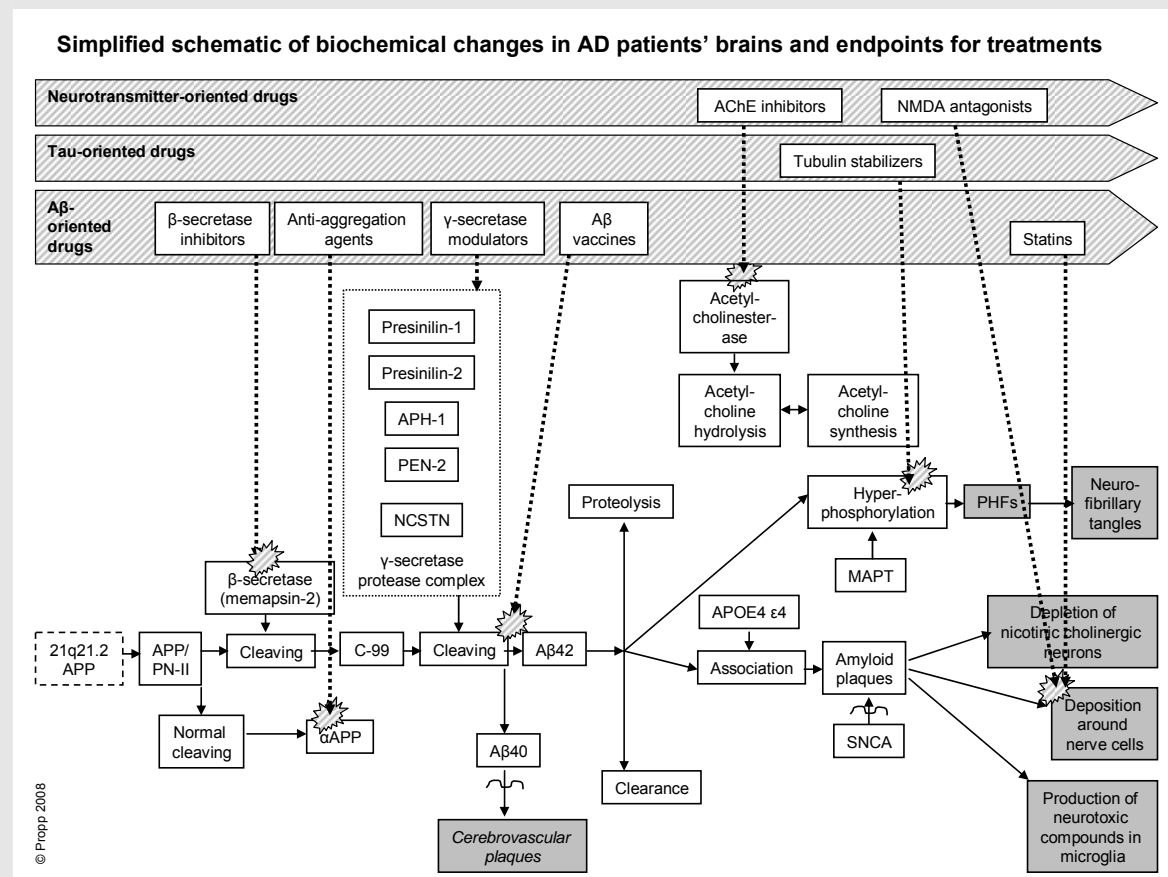 Simplified schematic of biochemical changes in AD patients' brains and endpoints for treatments
Neurotransmitter-oriented drugs
AChE inhibitors
NMDA antagonists
Tau-oriented drugs
Tubulin stabilizers
Aβ-
oriented
drugs
β-secretase
inhibitors
Anti-aggregation
agents
γ-secretase
modulators
Aβ
vaccines
Statins
Presinilin-1
Presinilin-2
APH-1
PEN-2
NCSTN
γ-secretase
protease complex
Acetyl-
cholinester-
ase
Acetyl-
choline
hydrolysis
Acetyl-
choline
synthesis
Proteolysis
Hyper-
phosphorylation
PHFs
Neuro-
fibrillary
tangles
MAPT
β-secretase
(memapsin-2)
APOE4 ε4
Depletion of
nicotinic cholinergic
neurons
21q21.2
APP
APP/
PN-II
Cleaving
C-99
Cleaving
Aβ42
Association
Amyloid
plaques
Normal
cleaving
αAPP
Aβ40
SNCA
Deposition
around
nerve cells
Clearance
Production of
neurotoxic
compounds in
microglia
Cerebrovascular
plaques
© Propp 2008